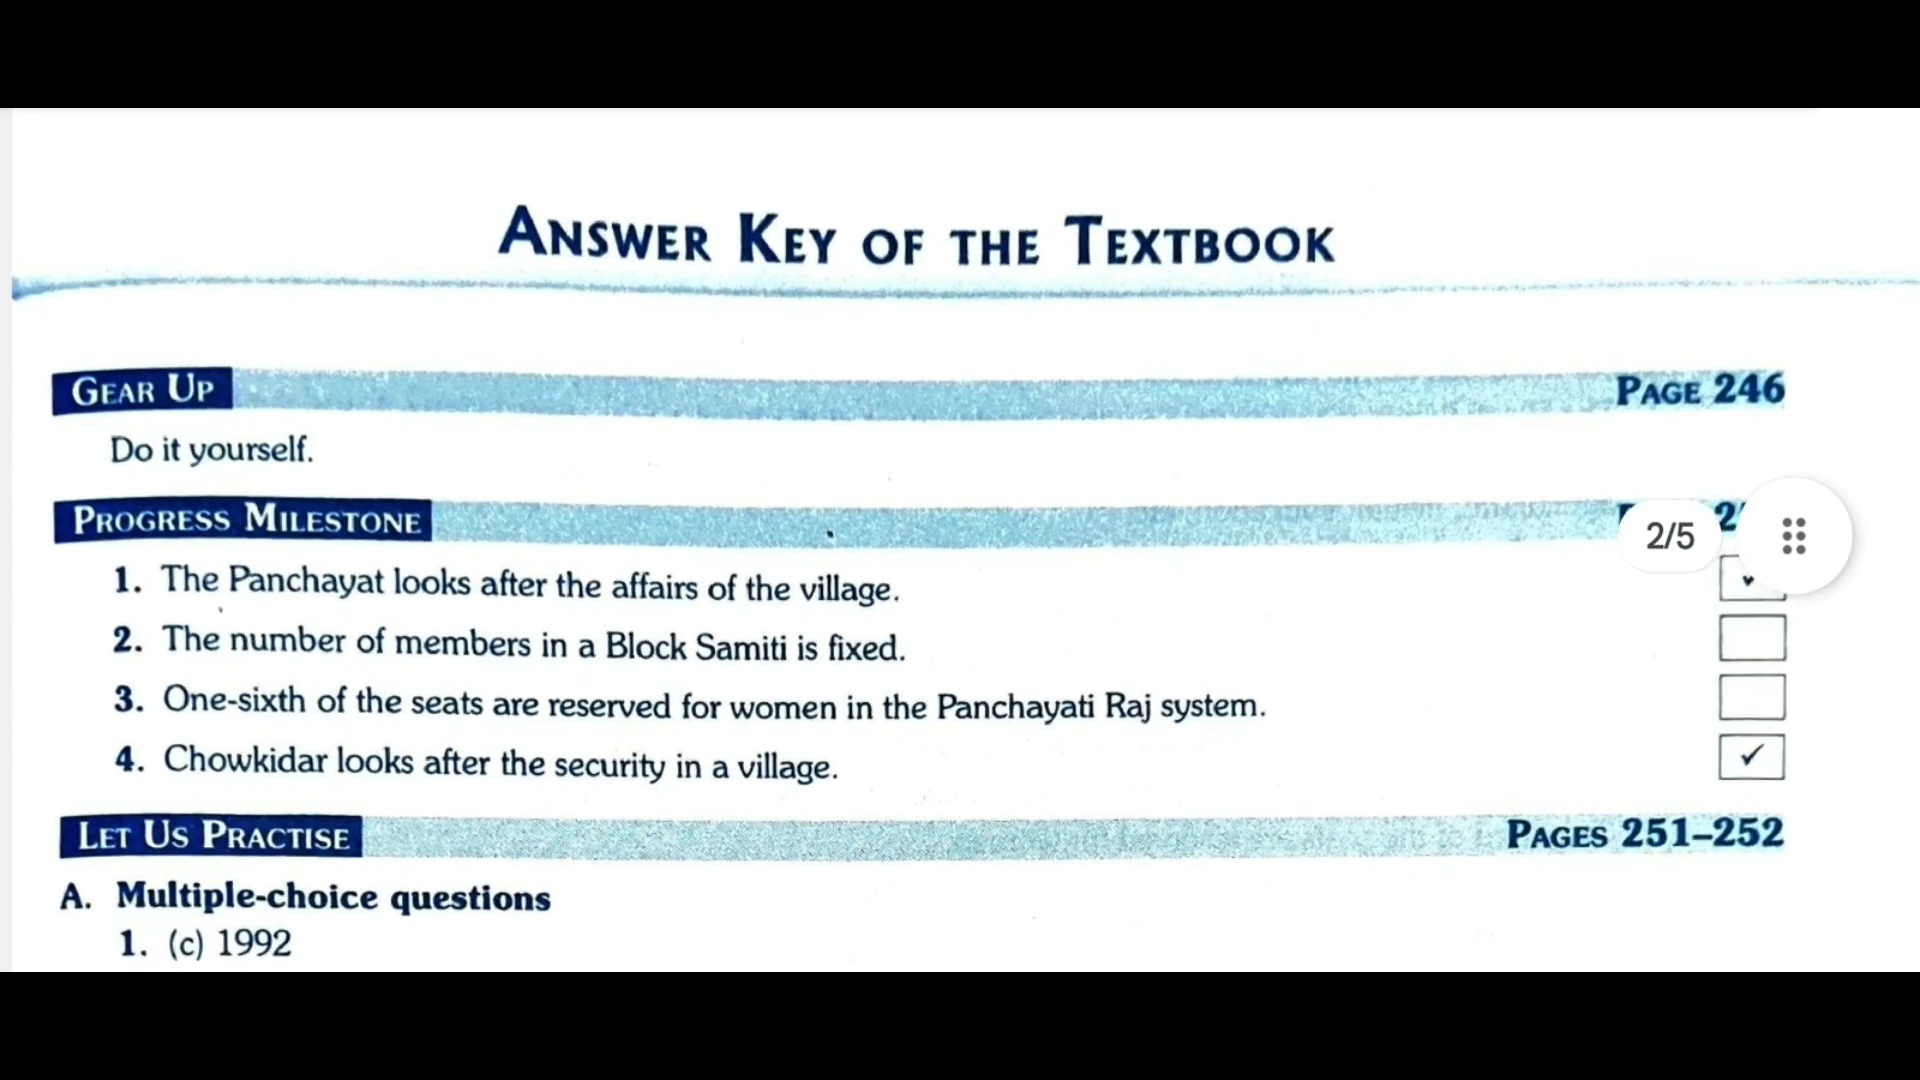 ANSWER KEY OF THE TEXTBOOK
GEAR UP PAGE 246
Do it yourself.
PROGRESS MILESTONE
2/5
1. The Panchayat looks after the affairs of the village.
2. The number of members in a Block Samiti is fixed.
3. One-sixth of the seats are reserved for women in the Panchayati Raj system.
4. Chowkidar looks after the security in a village. ✓
LET US PRACTISE PAGES 251–252
A. Multiple-choice questions
1. (c) 1992